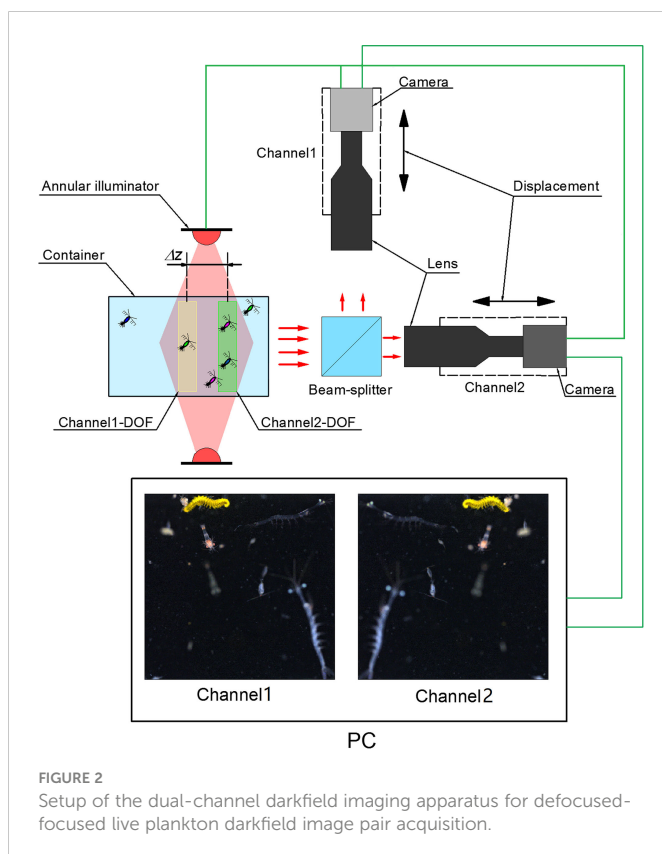 Camera
Channel1
Annular illuminator
Displacement
Δz
Container
Lens
Beam-splitter
Channel2
Camera
Channel1-DOF
Channel2-DOF
Channel1
Channel2
PC
FIGURE 2
Setup of the dual-channel darkfield imaging apparatus for defocused-
focused live plankton darkfield image pair acquisition.